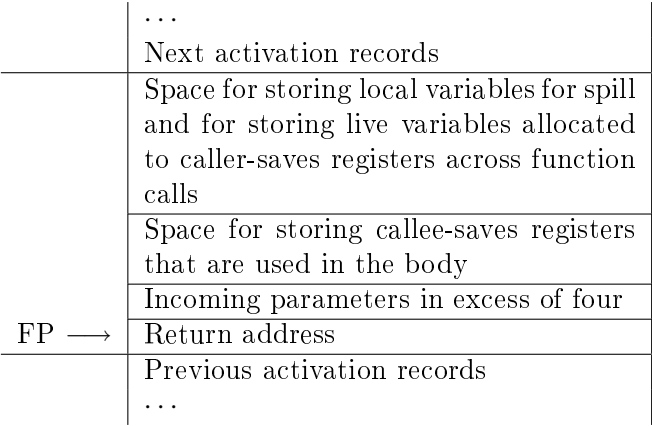 · · ·
Next activation records
Space for storing local variables for spill
and for storing live variables allocated
to caller-saves registers across function
calls
Space for storing callee-saves registers
that are used in the body
Incoming parameters in excess of four
FP ⟶ Return address
Previous activation records
· · ·